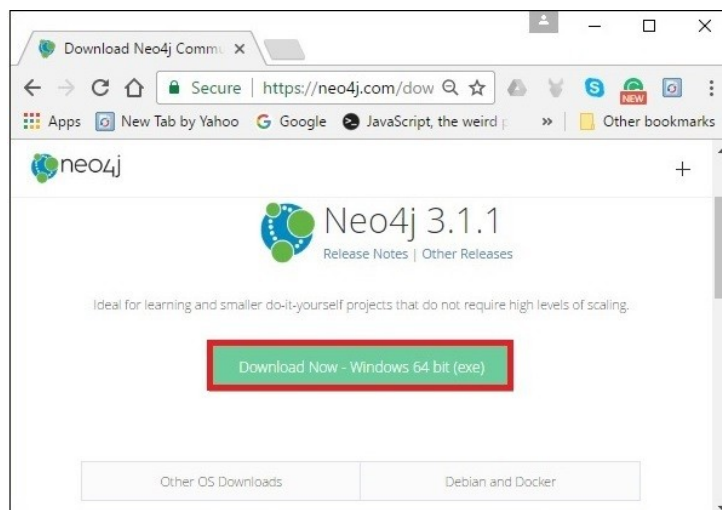 Download Neo4j Commu
Secure https://neo4j.com/dow
NEW
Apps New Tab by Yahoo Google JavaScript, the weird Other bookmarks
neo4j
Neo4j 3.1.1
Release Notes | Other Releases
Ideal for learning and smaller do-it-yourself projects that do not require high levels of scaling.
Download Now - Windows 64 bit (exe)
Other OS Downloads Debian and Docker